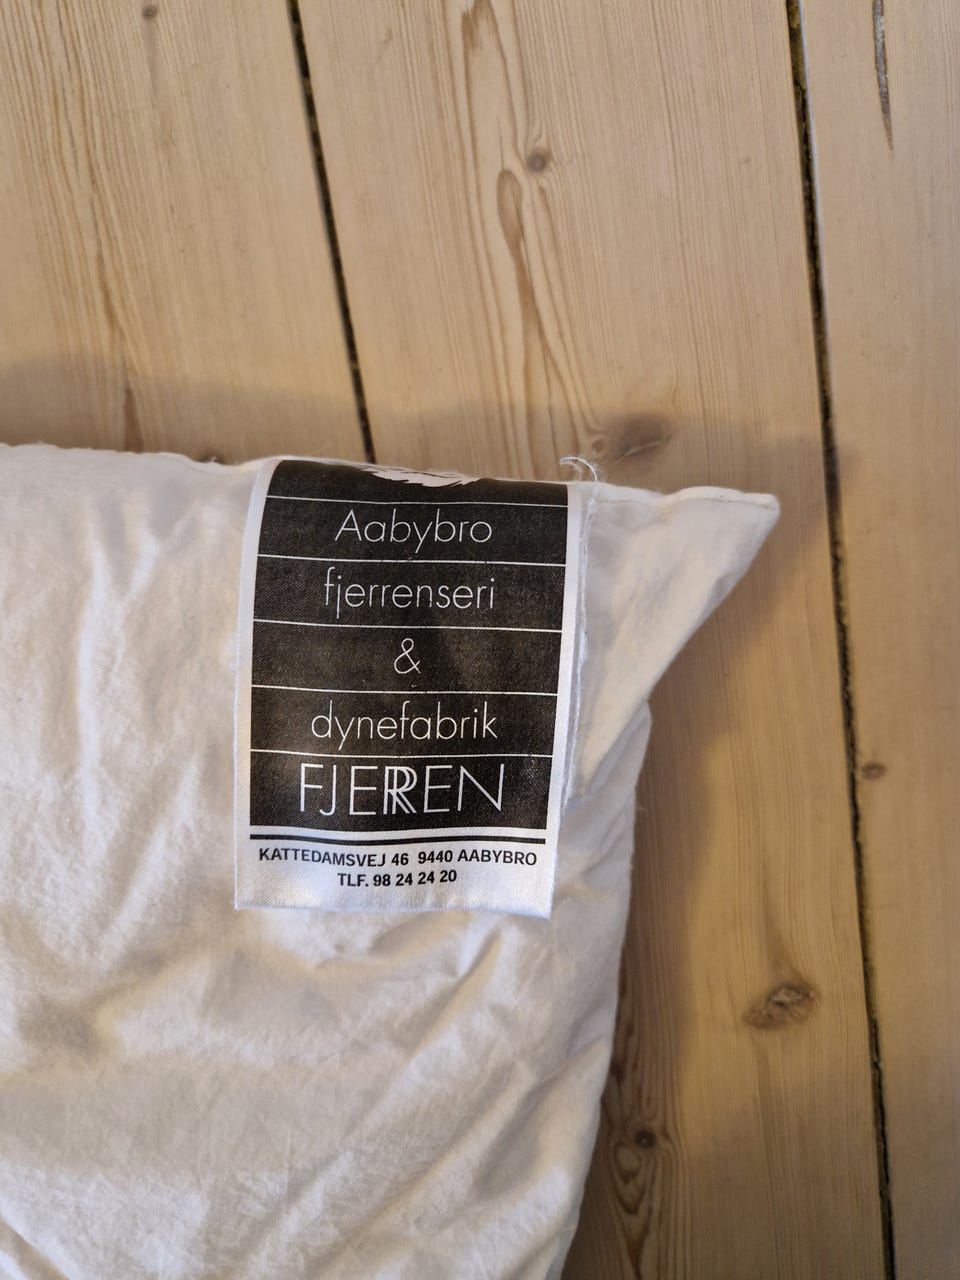 Aabybro
fjerrenseri
&
dynefabrik
FJERREN
KATTEDAMSVEJ 46 9440 AABYBRO
TLF. 98 24 24 20